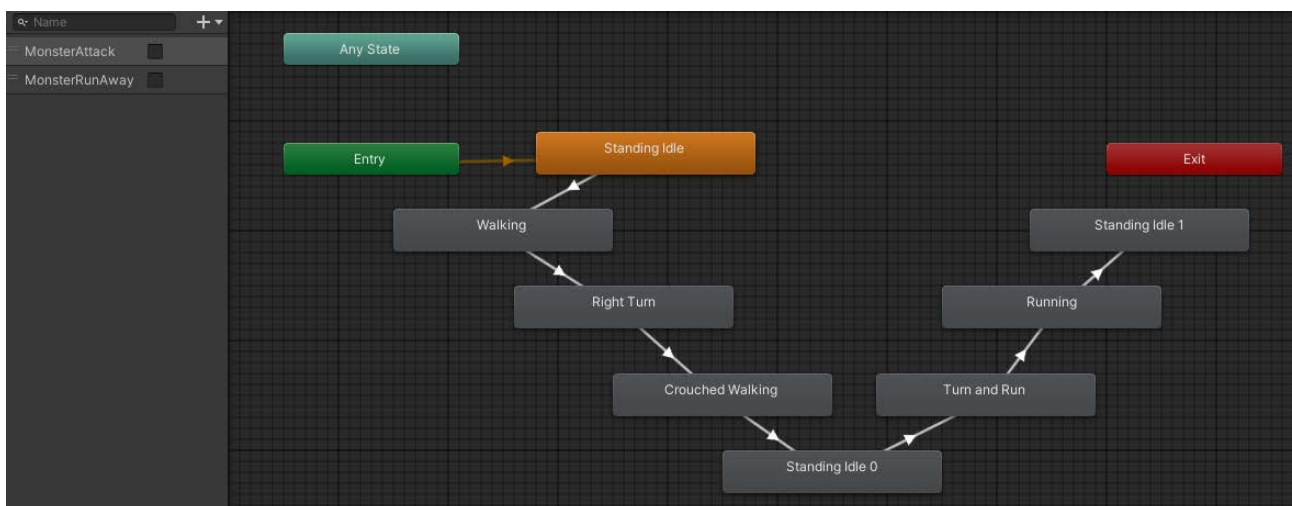 Name
MonsterAttack
MonsterRunAway
Any State
Entry
Standing Idle
Exit
Walking
Standing Idle 1
Right Turn
Running
Crouched Walking
Turn and Run
Standing Idle 0